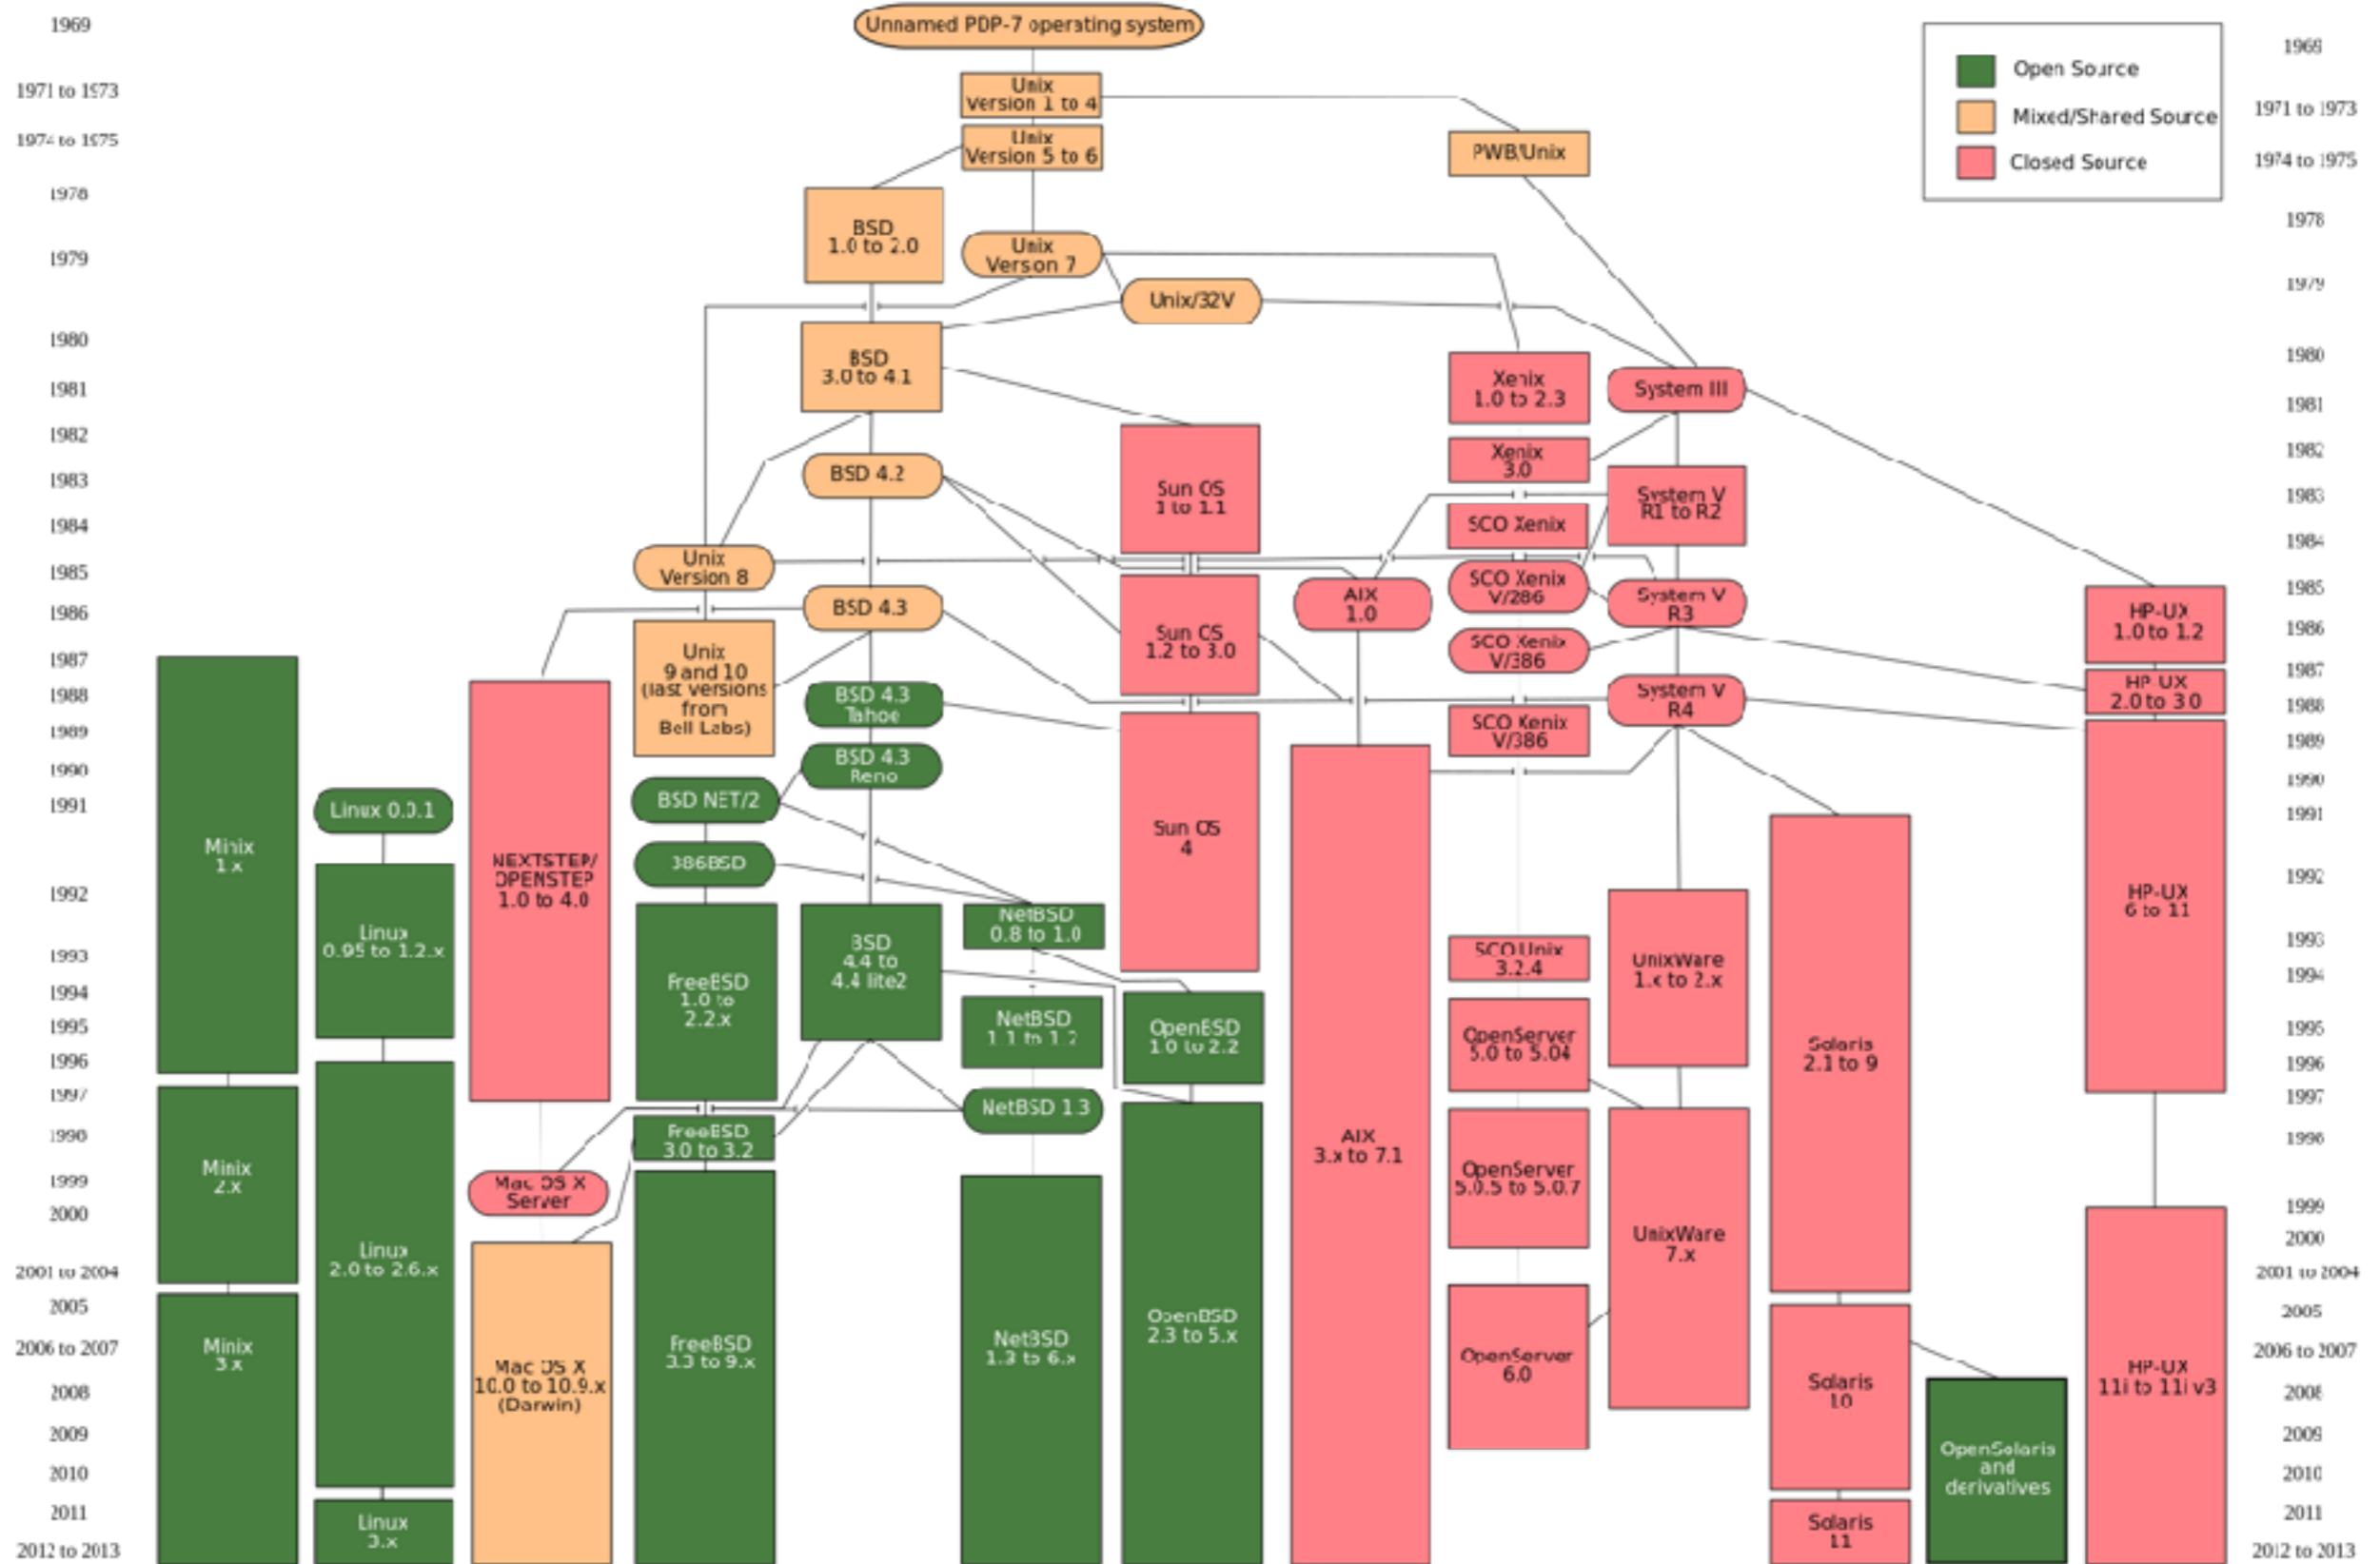 Unnamed PDP-7 operating system
1969
1969
Open Source
Mixed/Shared Source
Closed Source
1971 to 1973
Unix
Version 1 to 4
1971 to 1973
1974 to 1975
Unix
Version 5 to 6
PWB/Unix
1974 to 1975
1978
BSD
1.0 to 2.0
1978
1979
Unix
Version 7
Unix/32V
1979
1980
BSD
3.0 to 4.1
Xenix
1.0 to 2.3
System III
1980
1981
1981
1982
Xenix
3.0
1982
1983
BSD 4.2
Sun OS
1 to 1.1
System V
R1 to R2
1983
1984
SCO Xenix
1984
1985
Unix
Version 8
SCO Xenix
V/286
AIX
1.0
System V
R3
1985
1986
BSD 4.3
Sun OS
1.2 to 3.0
SCO Xenix
V/386
HP-UX
1.0 to 1.2
1986
1987
Unix
9 and 10
(last versions
from
Bell Labs)
1987
1988
BSD 4.3
Tahoe
System V
R4
HP-UX
2.0 to 3.0
1988
1989
SCO Xenix
V/386
1989
1990
BSD 4.3
Reno
1990
1991
Linux 0.0.1
BSD NET/2
1991
Minix
1.x
NEXTSTEP/
OPENSTEP
1.0 to 4.0
386BSD
Sun OS
4
1992
1992
HP-UX
6 to 11
Linux
0.95 to 1.2.x
BSD
4.4 to
4.4 lite2
NetBSD
0.8 to 1.0
1993
SCO Unix
3.2.4
UnixWare
1.x to 2.x
1993
1994
FreeBSD
1.0 to
2.2.x
1994
1995
NetBSD
1.1 to 1.2
OpenBSD
1.0 to 2.2
OpenServer
5.0 to 5.04
Solaris
2.1 to 9
1995
1996
1996
1997
NetBSD 1.3
1997
1998
FreeBSD
3.0 to 3.2
AIX
3.x to 7.1
1998
Minix
2.x
1999
Mac OS X
Server
OpenServer
5.0.5 to 5.0.7
1999
2000
Linux
2.0 to 2.6.x
UnixWare
7.x
2000
2001 to 2004
2001 to 2004
2005
OpenBSD
2.3 to 5.x
2005
2006 to 2007
Minix
3.x
Mac OS X
10.0 to 10.9.x
(Darwin)
FreeBSD
3.3 to 9.x
NetBSD
1.3 to 6.x
OpenServer
6.0
2006 to 2007
HP-UX
11i to 11i v3
2008
Solaris
10
2008
2009
2009
2010
OpenSolaris
and
derivatives
2010
2011
Linux
3.x
Solaris
11
2011
2012 to 2013
2012 to 2013